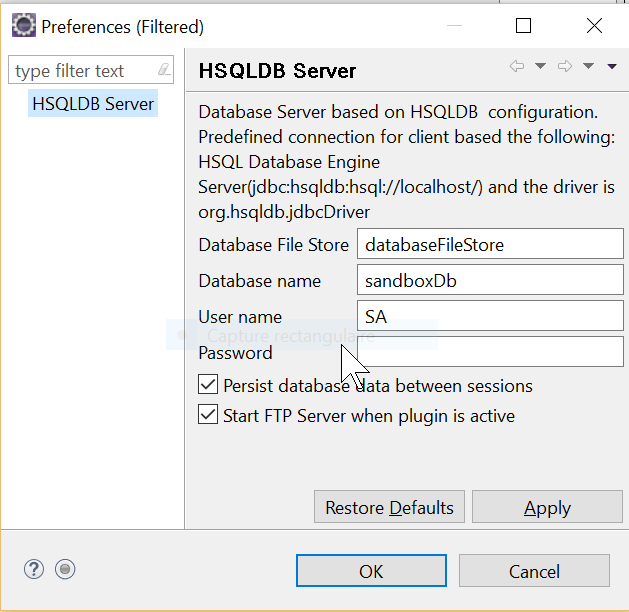 Preferences (Filtered)
type filter text
HSQLDB Server
HSQLDB Server
Database Server based on HSQLDB  configuration.
Predefined connection for client based the following:
HSQL Database Engine
Server(jdbc:hsqldb:hsql://localhost/) and the driver is
org.hsqldb.jdbcDriver
Database File Store databaseFileStore
Database name sandboxDb
User name SA
Capture rectangulaire
Password
Persist database data between sessions
Start FTP Server when plugin is active
Restore Defaults Apply
? OK Cancel